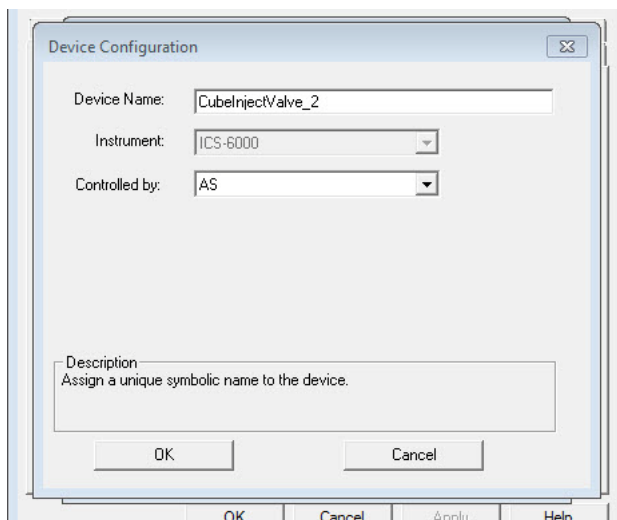 Device Configuration
Device Name: CubeInjectValve_2
Instrument: ICS-6000
Controlled by: AS
Description
Assign a unique symbolic name to the device.
OK Cancel
OK Cancel Apply Help